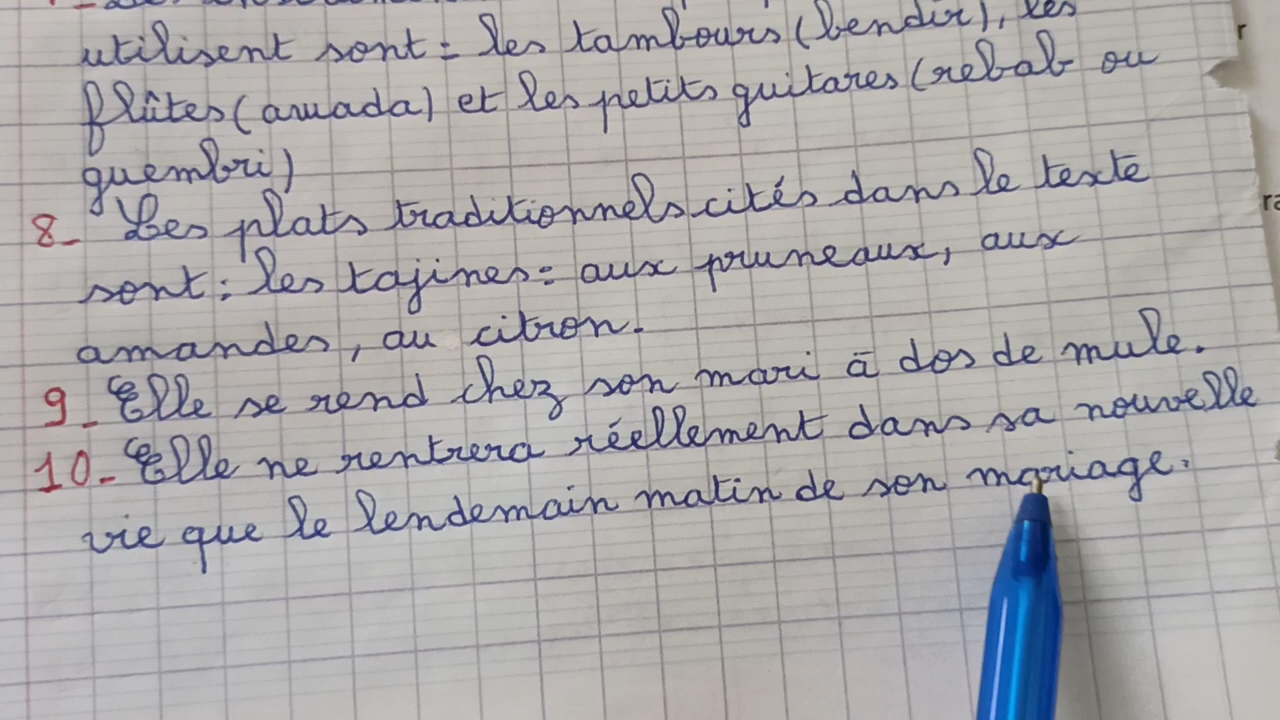 utilisent sont : les tambours (bendir), les
flûtes (awada) et les petits guitares (rebab ou
guembri)
8- Les plats traditionnels cités dans le texte
sont : les tajines : aux pruneaux, aux
amandes, au citron.
9- Elle se rend chez son mari à dos de mule.
10- Elle ne rentrera réellement dans sa nouvelle
vie que le lendemain matin de son mariage.